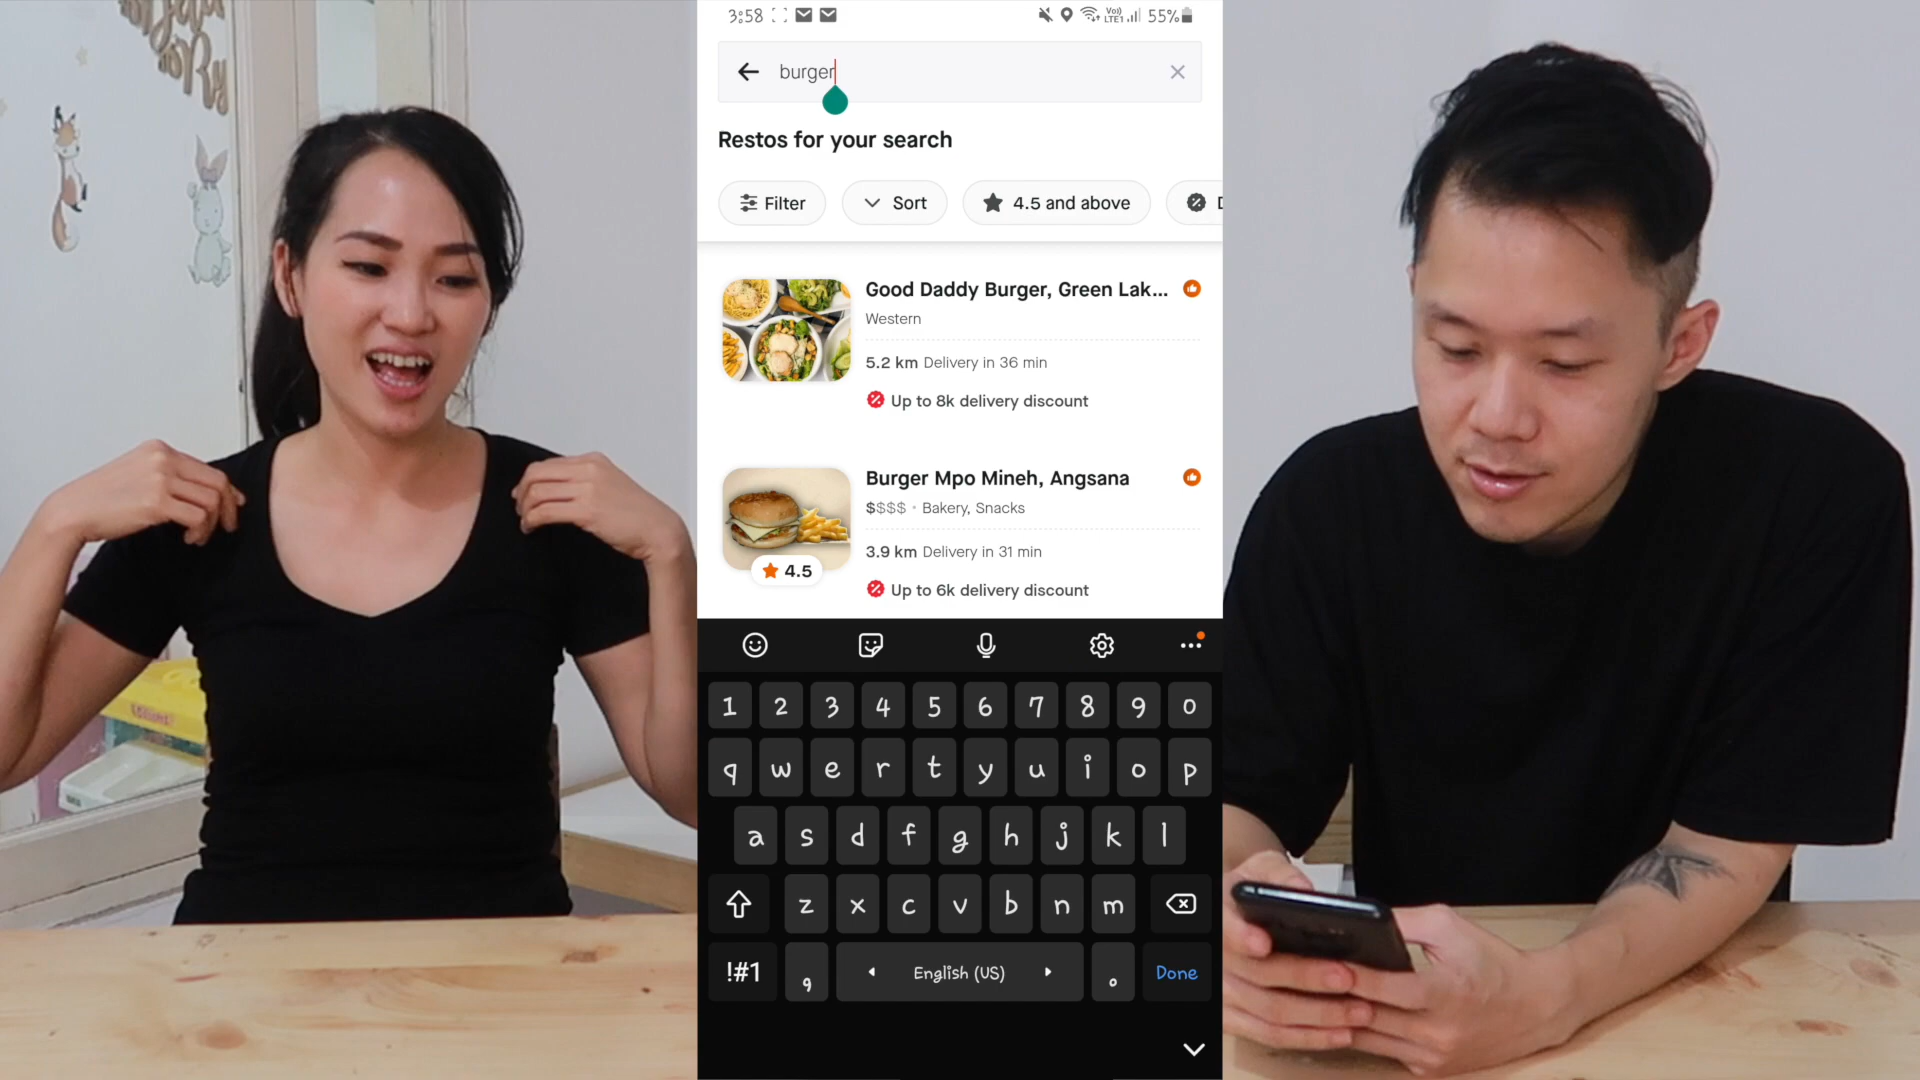 3:58
Vo)) LTE1 55%
burger
Restos for your search
Filter
Sort
4.5 and above
D
Good Daddy Burger, Green Lak...
Western
5.2 km Delivery in 36 min
Up to 8k delivery discount
Burger Mpo Mineh, Angsana
$$$$ • Bakery, Snacks
4.5
3.9 km Delivery in 31 min
Up to 6k delivery discount
1 2 3 4 5 6 7 8 9 0
q w e r t y u i o p
a s d f g h j k l
z x c v b n m
!#1 , English (US) . Done